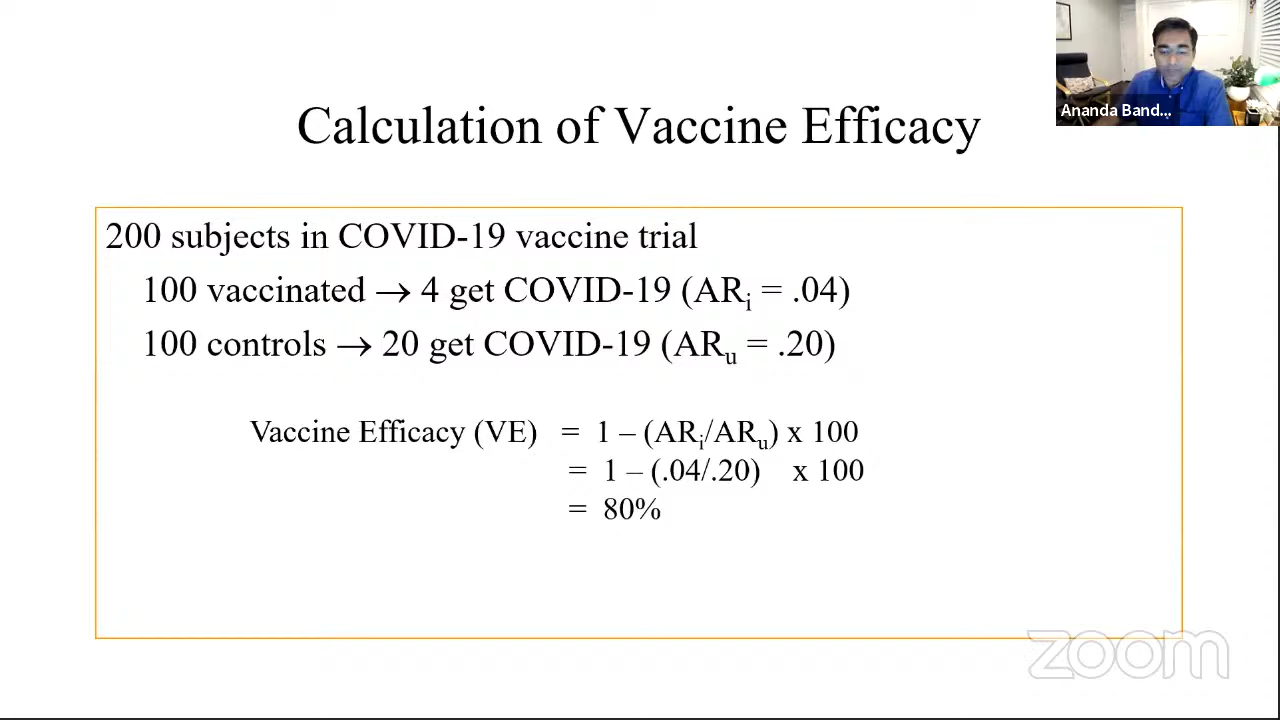 Ananda Band...
Calculation of Vaccine Efficacy
200 subjects in COVID-19 vaccine trial
100 vaccinated → 4 get COVID-19 (ARi = .04)
100 controls → 20 get COVID-19 (ARu = .20)
Vaccine Efficacy (VE) = 1 – (ARi/ARu) x 100
= 1 – (.04/.20) x 100
= 80%
zoom